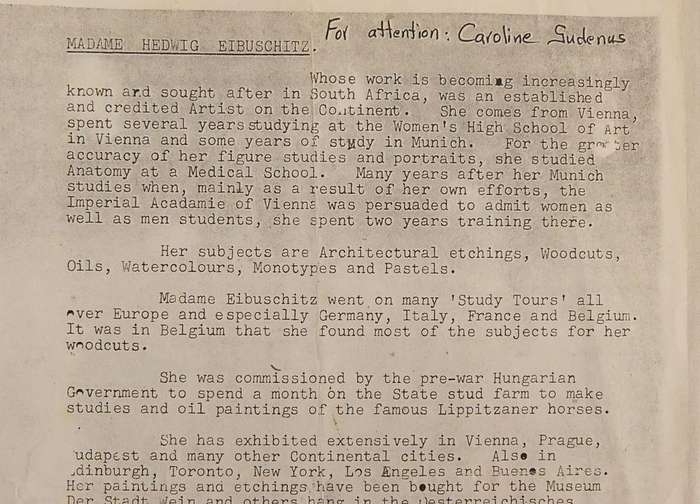 MADAME HEDWIG EIBUSCHITZ. For attention: Caroline Sudenus
Whose work is becoming increasingly
known and sought after in South Africa, was an established
and credited Artist on the Continent. She comes from Vienna,
spent several years studying at the Women's High School of Art
in Vienna and some years of study in Munich. For the greater
accuracy of her figure studies and portraits, she studied
Anatomy at a Medical School. Many years after her Munich
studies when, mainly as a result of her own efforts, the
Imperial Acadamie of Vienna was persuaded to admit women as
well as men students, she spent two years training there.
Her subjects are Architectural etchings, Woodcuts,
Oils, Watercolours, Monotypes and Pastels.
Madame Eibuschitz went on many 'Study Tours' all
over Europe and especially Germany, Italy, France and Belgium.
It was in Belgium that she found most of the subjects for her
woodcuts.
She was commissioned by the pre-war Hungarian
Government to spend a month on the State stud farm to make
studies and oil paintings of the famous Lippitzaner horses.
She has exhibited extensively in Vienna, Prague,
udapest and many other Continental cities. Also in
dinburgh, Toronto, New York, Los Angeles and Buenos Aires.
Her paintings and etchings have been bought for the Museum
Der Stadt Wein and others hang in the Oesterreichisches